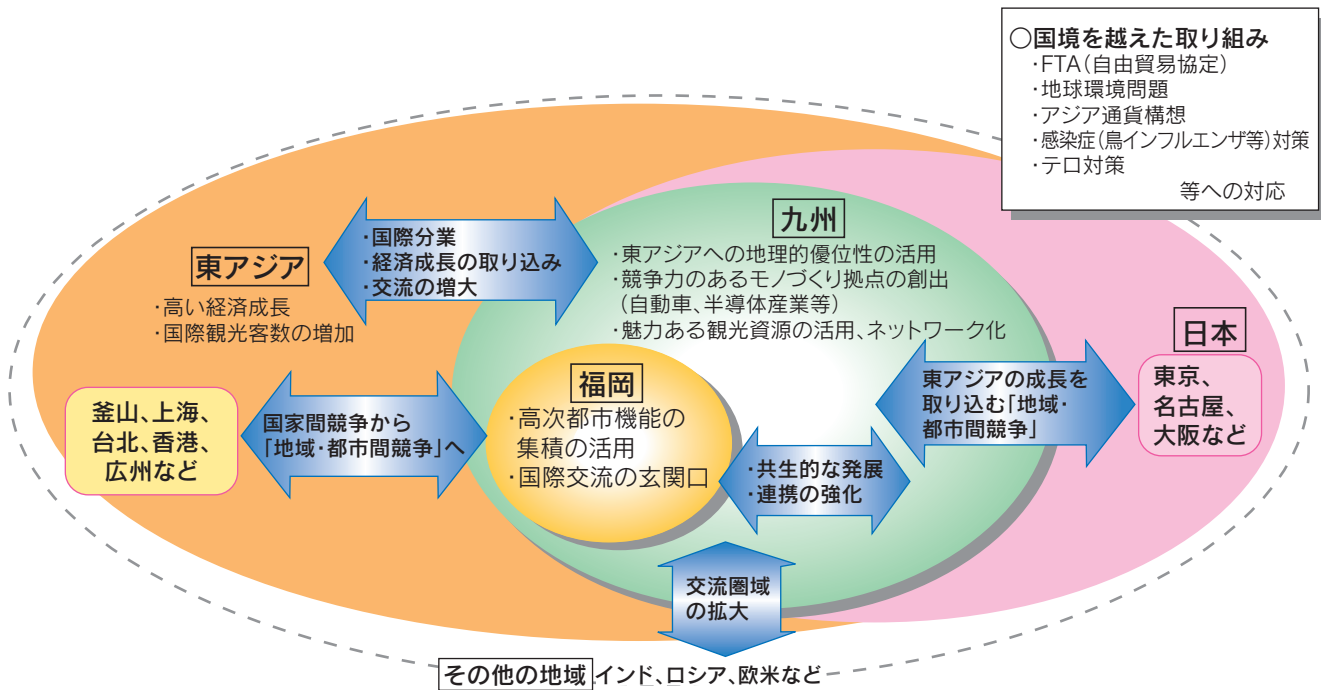 ○国境を越えた取り組み
・FTA(自由貿易協定)
・地球環境問題
・アジア通貨構想
・感染症(鳥インフルエンザ等)対策
・テロ対策
等への対応
東アジア
・高い経済成長
・国際観光客数の増加
・国際分業
・経済成長の取り込み
・交流の増大
九州
・東アジアへの地理的優位性の活用
・競争力のあるモノづくり拠点の創出
(自動車、半導体産業等)
・魅力ある観光資源の活用、ネットワーク化
日本
東京、
名古屋、
大阪など
東アジアの成長を
取り込む「地域・
都市間競争」
釜山、上海、
台北、香港、
広州など
国家間競争から
「地域・都市間競争」へ
福岡
・高次都市機能の
集積の活用
・国際交流の玄関口
・共生的な発展
・連携の強化
交流圏域
の拡大
その他の地域 インド、ロシア、欧米など